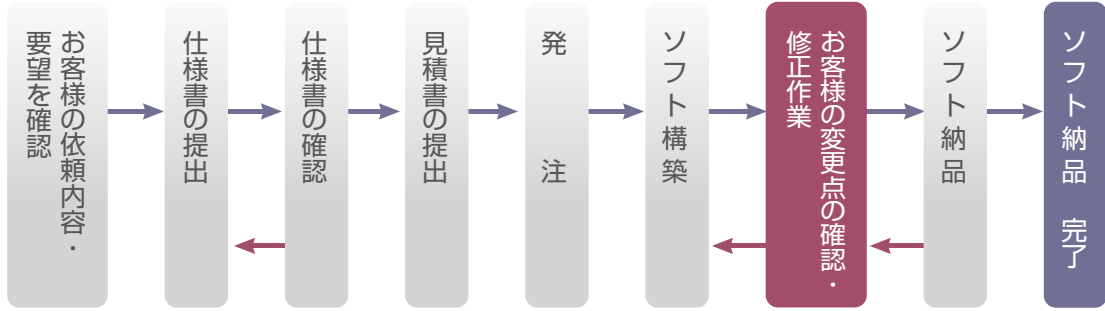 お客様の依頼内容・
要望を確認
仕様書の提出
仕様書の確認
見積書の提出
発　　注
ソフト構築
お客様の変更点の確認・
修正作業
ソフト納品
ソフト納品　完了